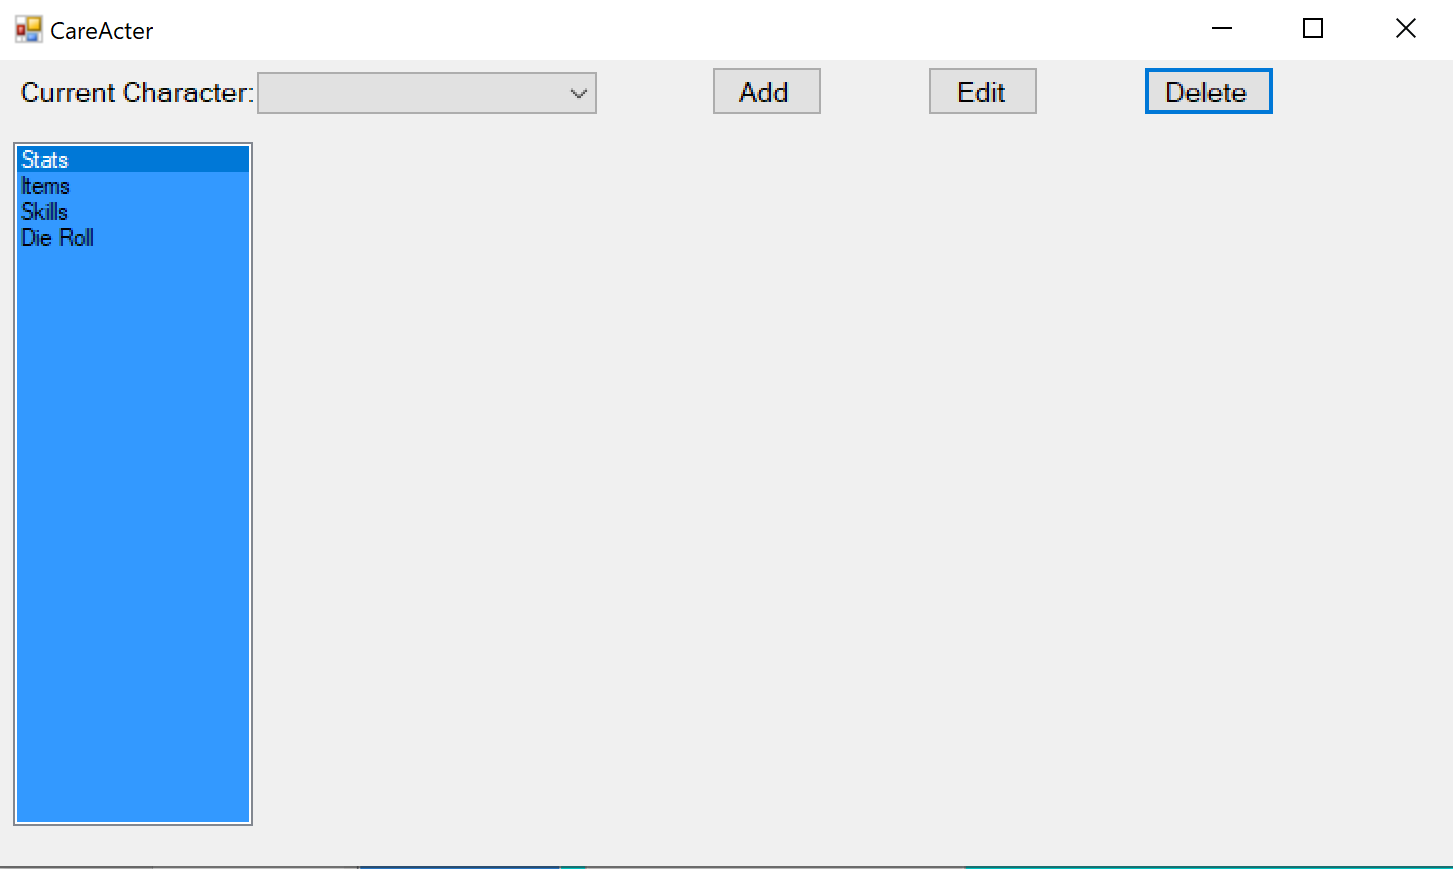 CareActer
Current Character: Add Edit Delete
Stats
Items
Skills
Die Roll